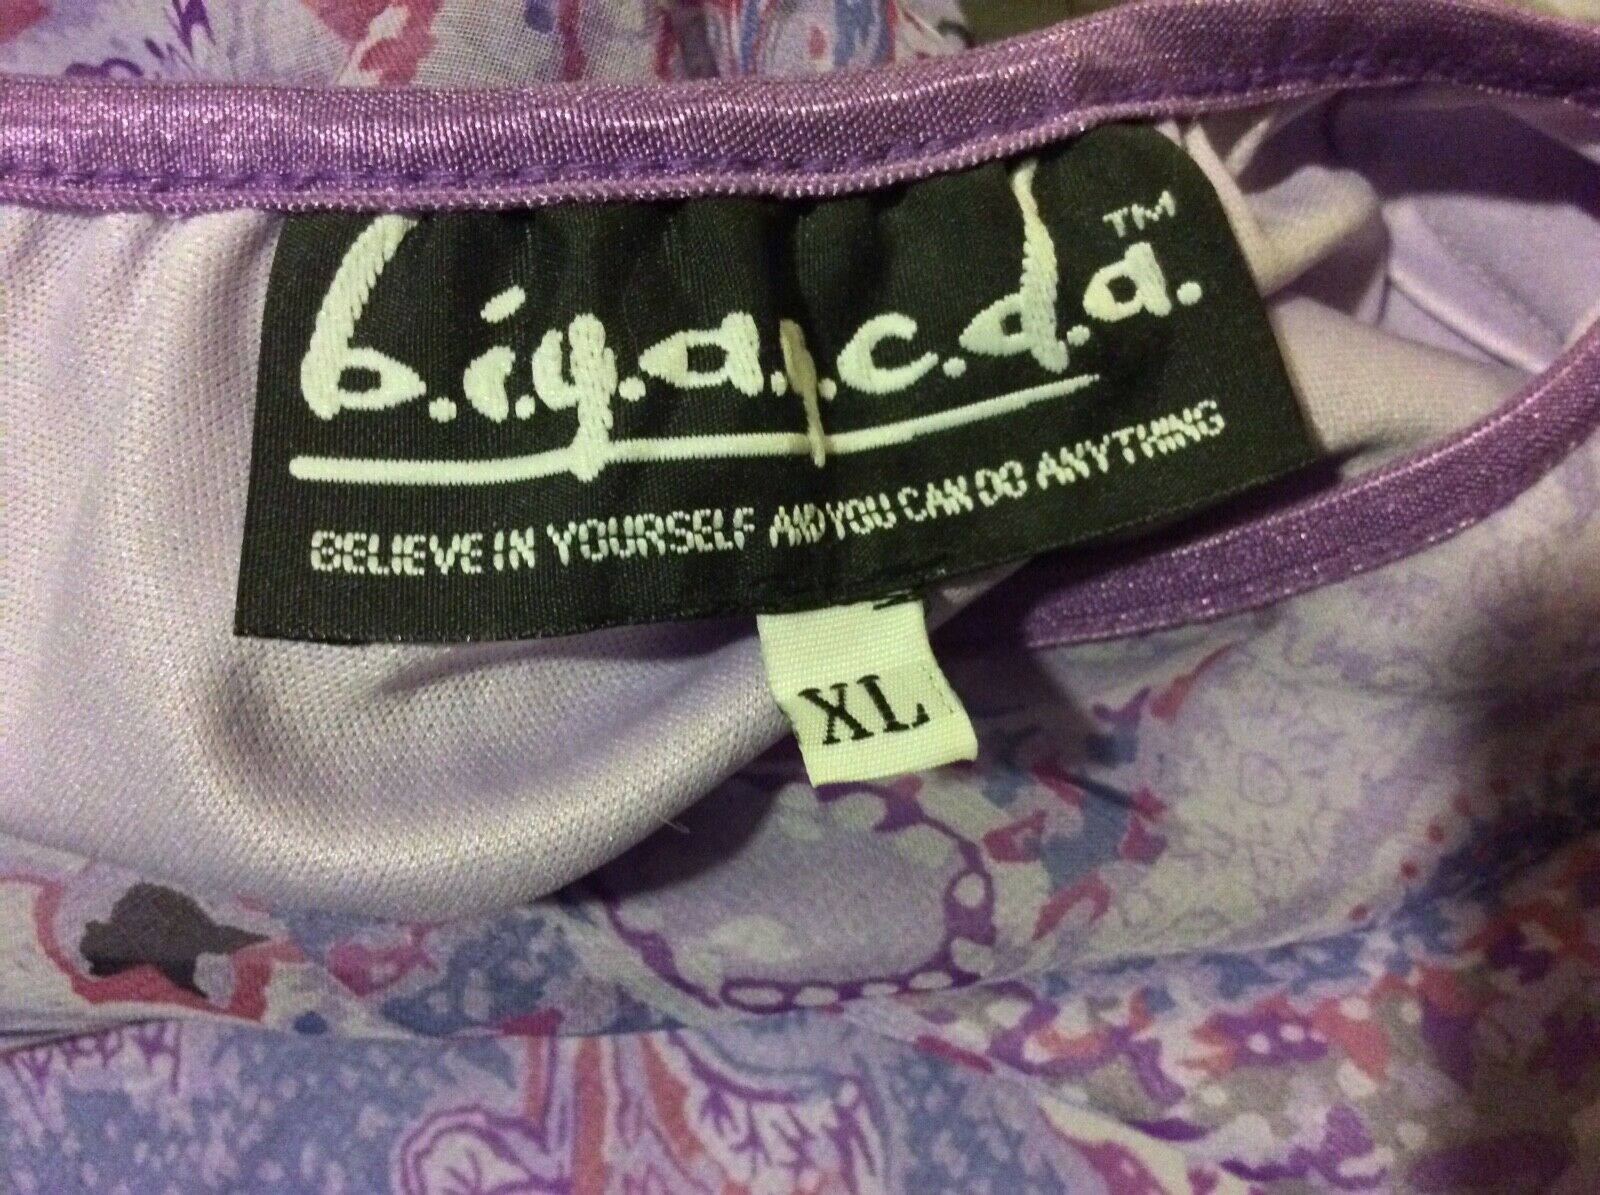 b.i.y.a.y.c.d.a.™
BELIEVE IN YOURSELF AND YOU CAN DO ANYTHING
XL